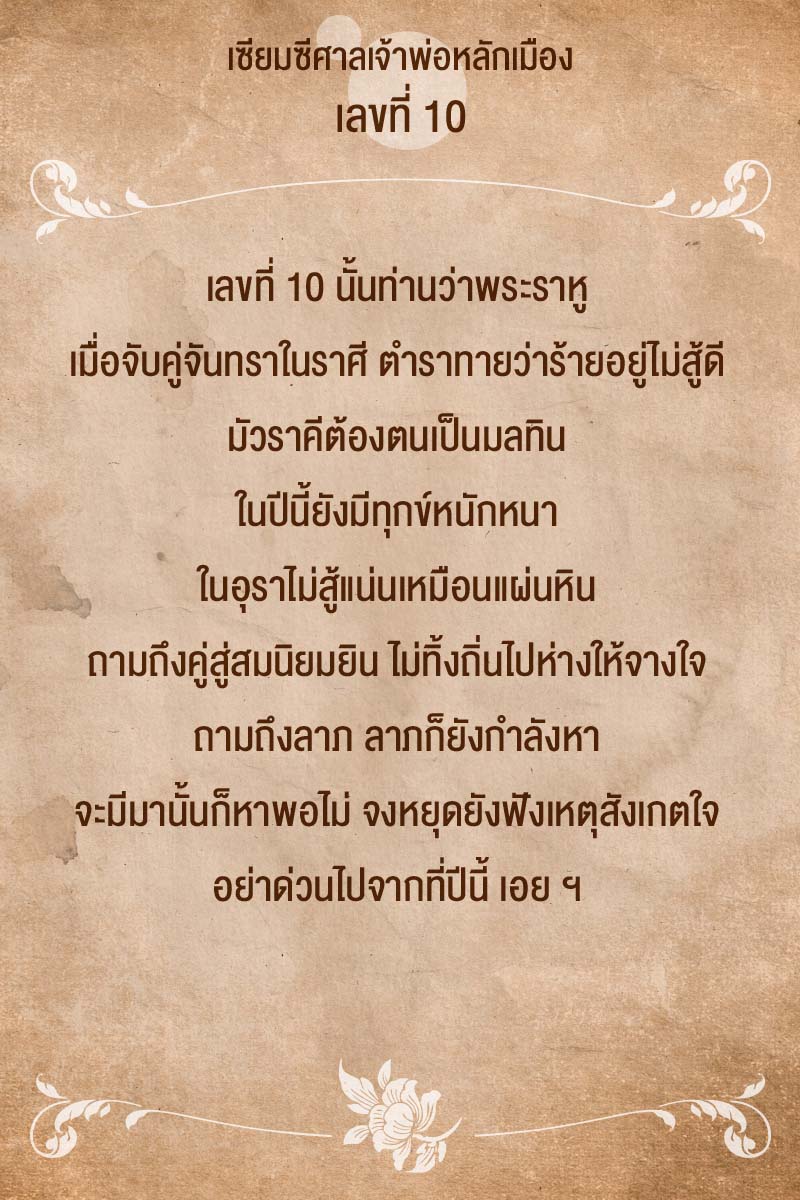 เซียมซีศาลเจ้าพ่อหลักเมือง
เลขที่ 10
เลขที่ 10 นั้นท่านว่าพระราหู
เมื่อจับคู่จันทราในราศี ตำราทายว่าร้ายอยู่ไม่สู้ดี
มัวราคีต้องตนเป็นมลทิน
ในปีนี้ยังมีทุกข์หนักหนา
ในอุราไม่สู้แน่นเหมือนแผ่นหิน
ถามถึงคู่สู่สมนิยมยิน ไม่ทิ้งถิ่นไปห่างให้จางใจ
ถามถึงลาภ ลาภก็ยังกำลังหา
จะมีมานั้นก็หาพอไม่ จงหยุดยังฟังเหตุสังเกตใจ
อย่าด่วนไปจากที่ปีนี้ เอย ฯ